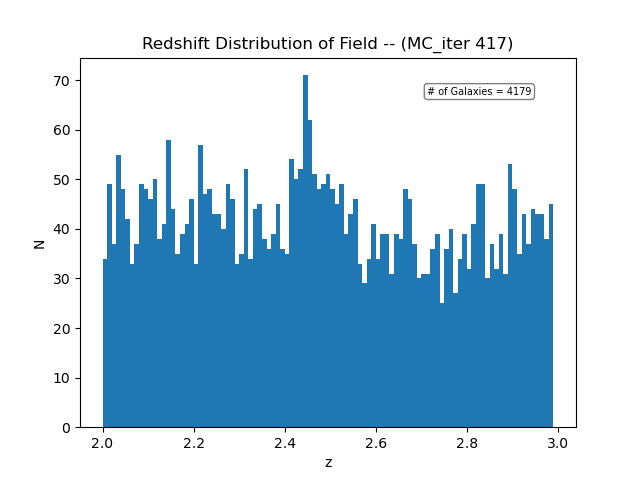 Redshift Distribution of Field -- (MC_iter 417)
# of Galaxies = 4179
70
60
50
40
30
20
10
0
N
2.0 2.2 2.4 2.6 2.8 3.0
z